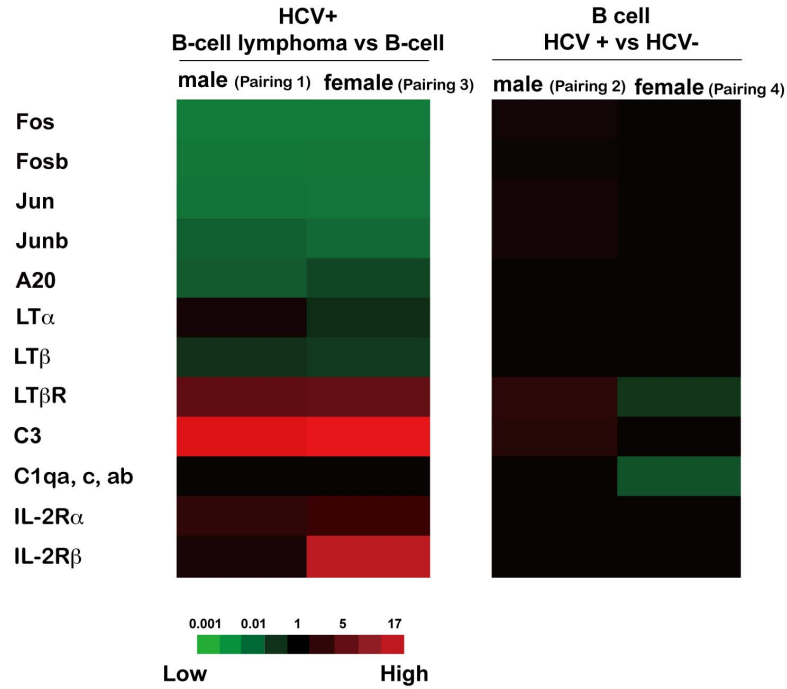 HCV+
B-cell lymphoma vs B-cell
B cell
HCV + vs HCV-
male (Pairing 1) female (Pairing 3)
male (Pairing 2) female (Pairing 4)
Fos
Fosb
Jun
Junb
A20
LTα
LTβ
LTβR
C3
C1qa, c, ab
IL-2Rα
IL-2Rβ
0.001 0.01 1 5 17
Low High